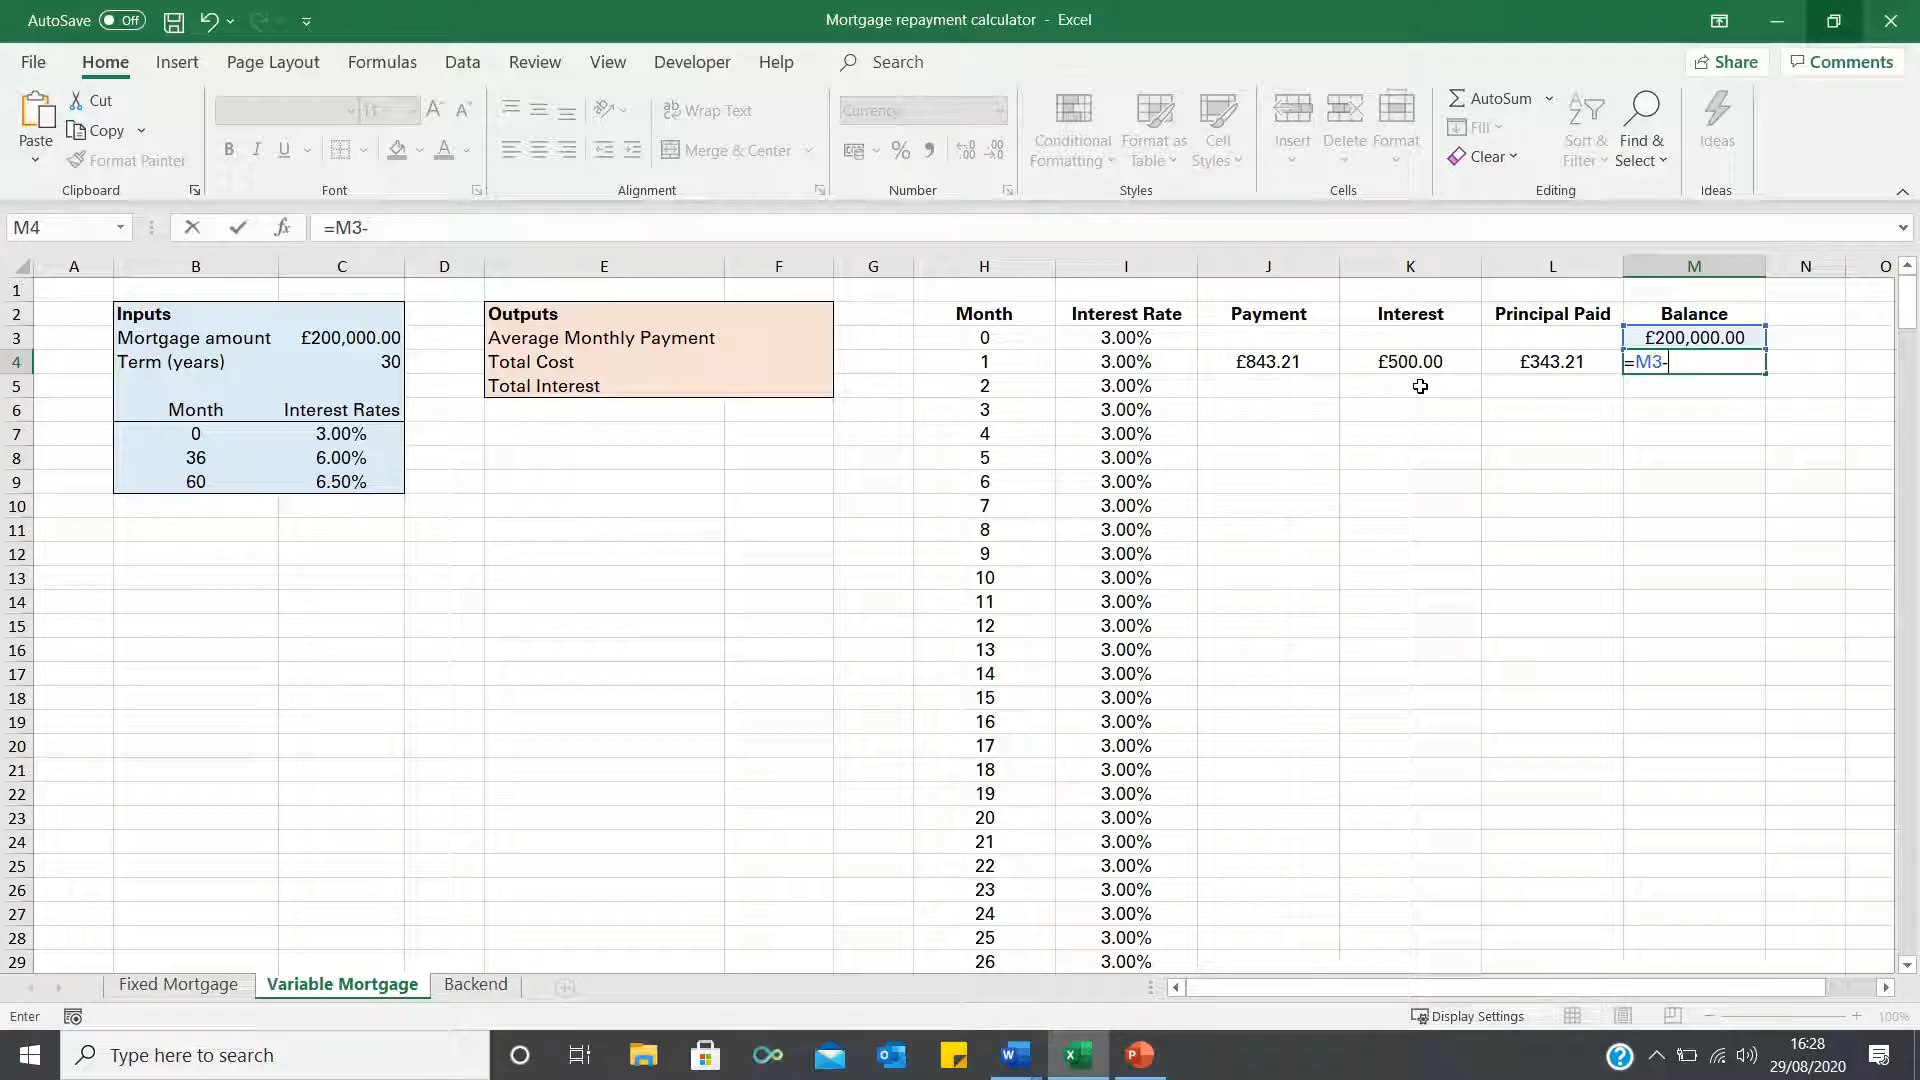 AutoSave Off
Mortgage repayment calculator - Excel
File Home Insert Page Layout Formulas Data Review View Developer Help Search Share Comments
Paste
Cut
Copy
Format Painter
Clipboard
11
A A
B I U
A
Font
ab Wrap Text
Merge & Center
Alignment
Currency
%
Number
Conditional Formatting
Format as Table
Cell Styles
Styles
Insert
Delete
Format
Cells
AutoSum
Fill
Clear
Sort & Filter
Find & Select
Editing
Ideas
Ideas
M4 fx =M3-
A B C D E F G H I J K L M N O
1
2 Inputs Outputs Month Interest Rate Payment Interest Principal Paid Balance
3 Mortgage amount £200,000.00 Average Monthly Payment 0 3.00% £200,000.00
4 Term (years) 30 Total Cost 1 3.00% £843.21 £500.00 £343.21 =M3-
5 Total Interest 2 3.00%
6 Month Interest Rates 3 3.00%
7 0 3.00% 4 3.00%
8 36 6.00% 5 3.00%
9 60 6.50% 6 3.00%
10 7 3.00%
11 8 3.00%
12 9 3.00%
13 10 3.00%
14 11 3.00%
15 12 3.00%
16 13 3.00%
17 14 3.00%
18 15 3.00%
19 16 3.00%
20 17 3.00%
21 18 3.00%
22 19 3.00%
23 20 3.00%
24 21 3.00%
25 22 3.00%
26 23 3.00%
27 24 3.00%
28 25 3.00%
29 26 3.00%
Fixed Mortgage Variable Mortgage Backend
Enter Display Settings 100%
Type here to search
16:28
29/08/2020